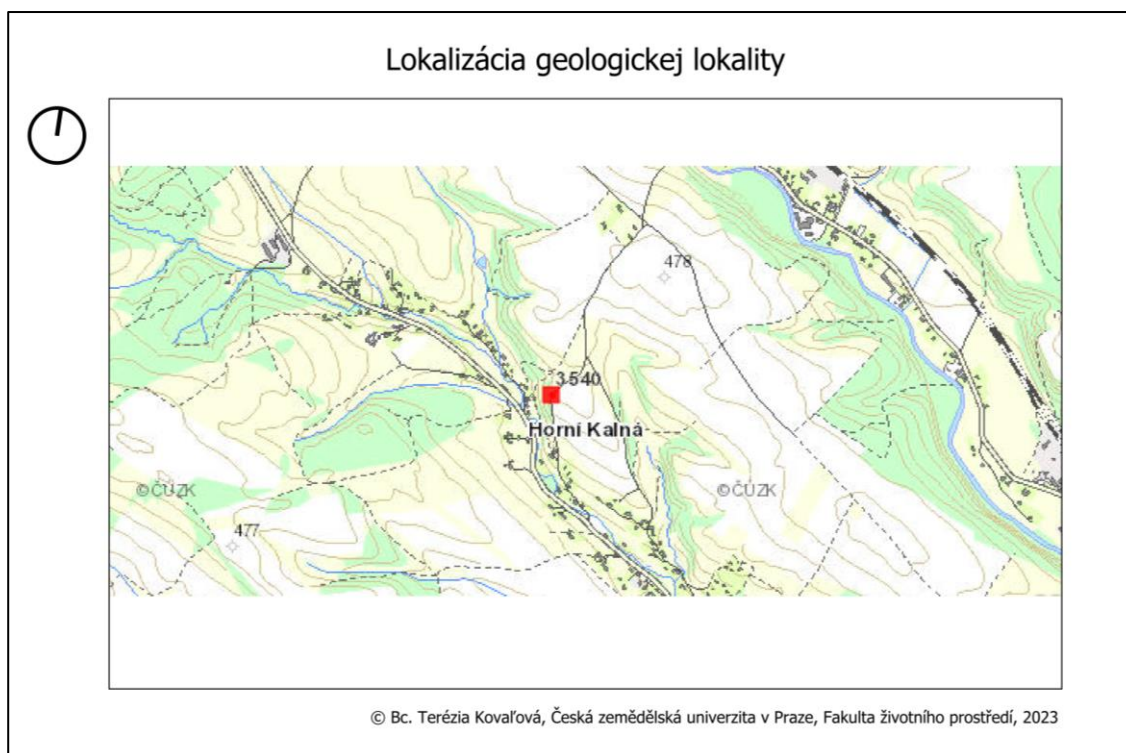 Lokalizácia geologickej lokality
478
3540
Horní Kalná
©ČÚZK
©ČÚZK
477
© Bc. Terézia Kovaľová, Česká zemědělská univerzita v Praze, Fakulta životního prostředí, 2023